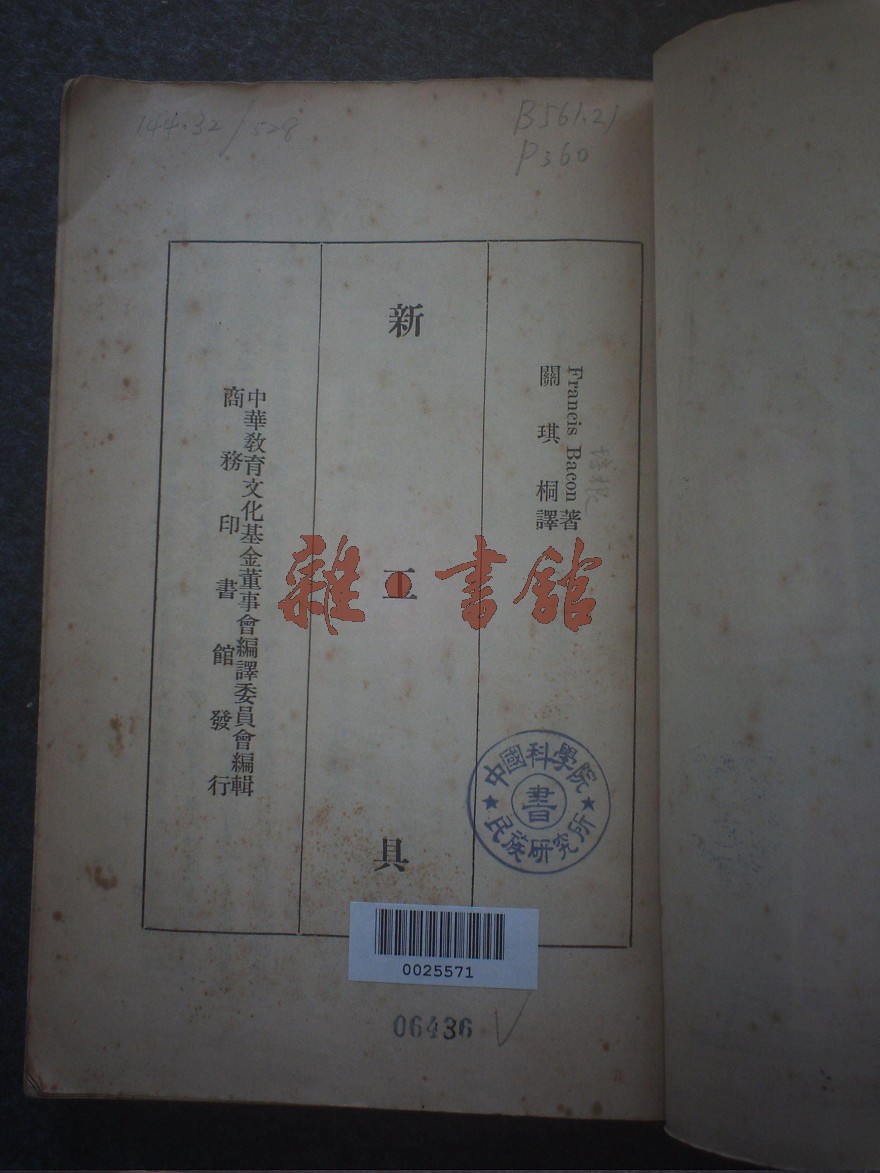 144.32/528
B561.21
P360
Francis Bacon 著
培根
關琪桐譯
新工具
中華教育文化基金董事會編譯委員會編輯
商務印書館發行
雜書館
中國科學院
書
民族研究所
0025571
06436